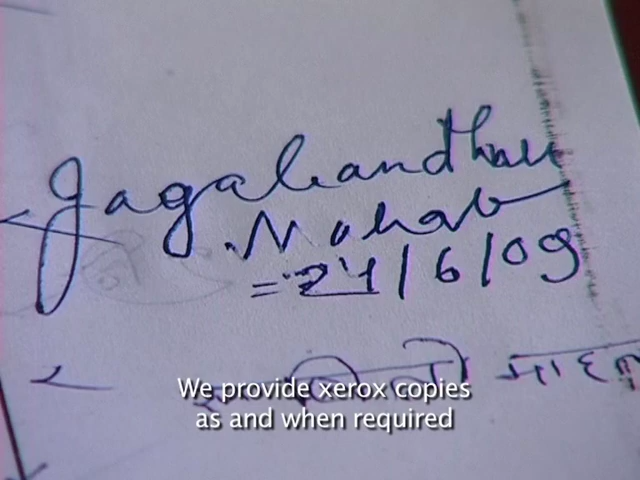 Jagabandhu
Mahato
24/6/09
We provide xerox copies
as and when required